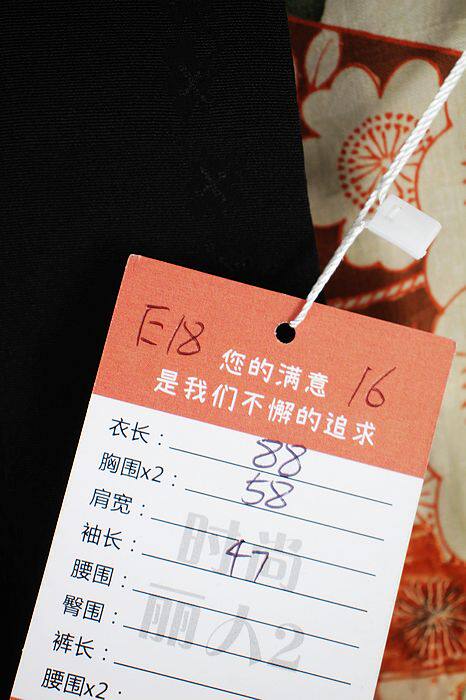 E18
您的满意
16
是我们不懈的追求
衣长：88
胸围x2：58
肩宽：
袖长：47
时尚
腰围：
丽人2
臀围：
裤长：
腰围x2：